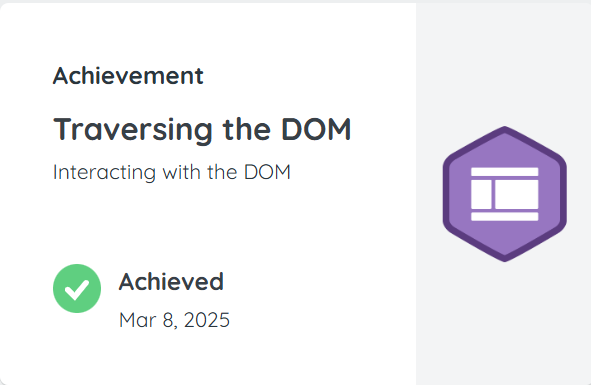 Achievement
Traversing the DOM
Interacting with the DOM
Achieved
Mar 8, 2025